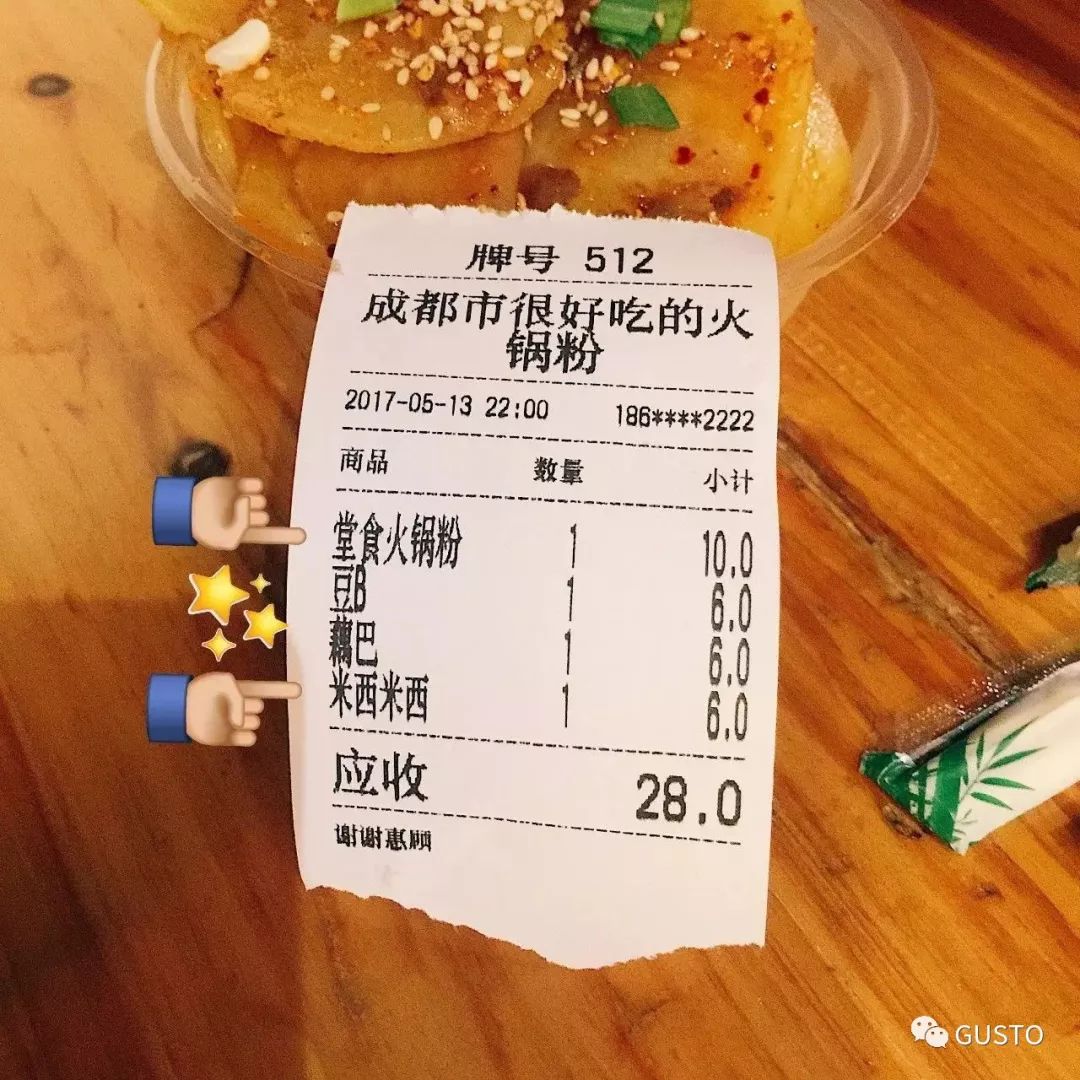 牌号 512
成都市很好吃的火
锅粉
2017-05-13 22:00 186****2222
商品 数量 小计
堂食火锅粉 1 10.0
豆B 1 6.0
藕巴 1 6.0
米西米西 1 6.0
应收 28.0
谢谢惠顾
GUSTO